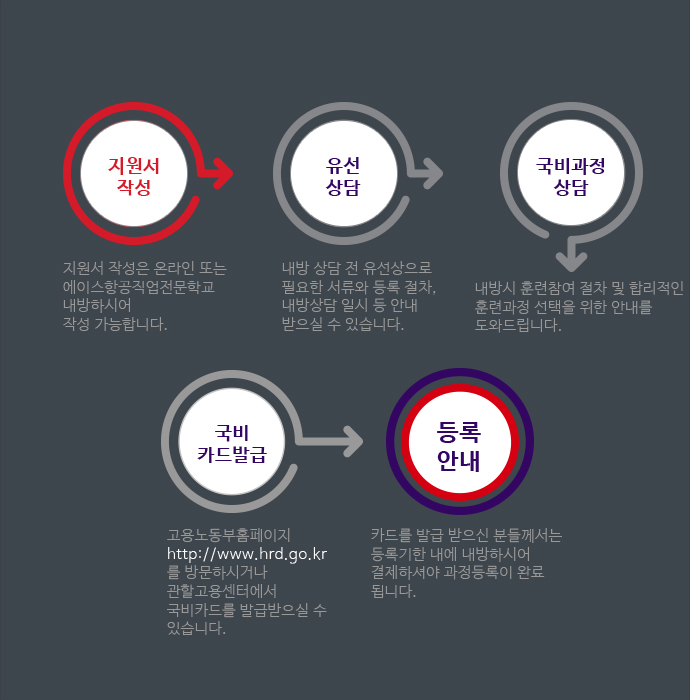 지원서
작성
유선
상담
국비과정
상담
지원서 작성은 온라인 또는
에이스항공직업전문학교
내방하시어
작성 가능합니다.
내방 상담 전 유선상으로
필요한 서류와 등록 절차,
내방상담 일시 등 안내
받으실 수 있습니다.
내방시 훈련참여 절차 및 합리적인
훈련과정 선택을 위한 안내를
도와드립니다.
국비
카드발급
등록
안내
고용노동부홈페이지
http://www.hrd.go.kr
를 방문하시거나
관할고용센터에서
국비카드를 발급받으실 수
있습니다.
카드를 발급 받으신 분들께서는
등록기한 내에 내방하시어
결제하셔야 과정등록이 완료
됩니다.